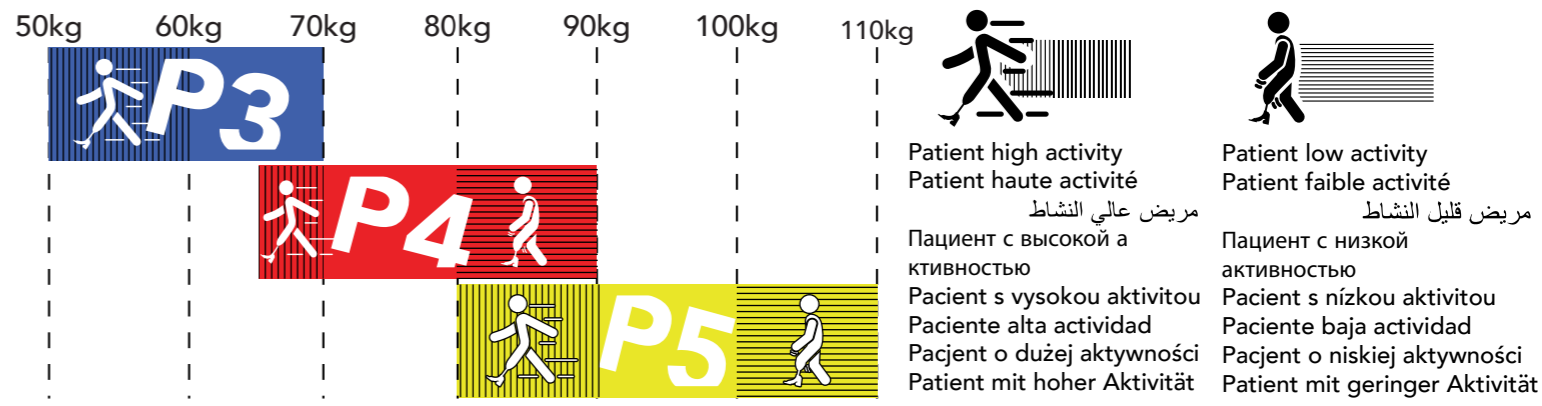 50kg 60kg 70kg 80kg 90kg 100kg 110kg
P3
P4
P5
Patient high activity
Patient haute activité
مريض عالي النشاط
Пациент с высокой а
ктивностью
Pacient s vysokou aktivitou
Paciente alta actividad
Pacjent o dużej aktywności
Patient mit hoher Aktivität
Patient low activity
Patient faible activité
مريض قليل النشاط
Пациент с низкой
активностью
Pacient s nízkou aktivitou
Paciente baja actividad
Pacjent o niskiej aktywności
Patient mit geringer Aktivität